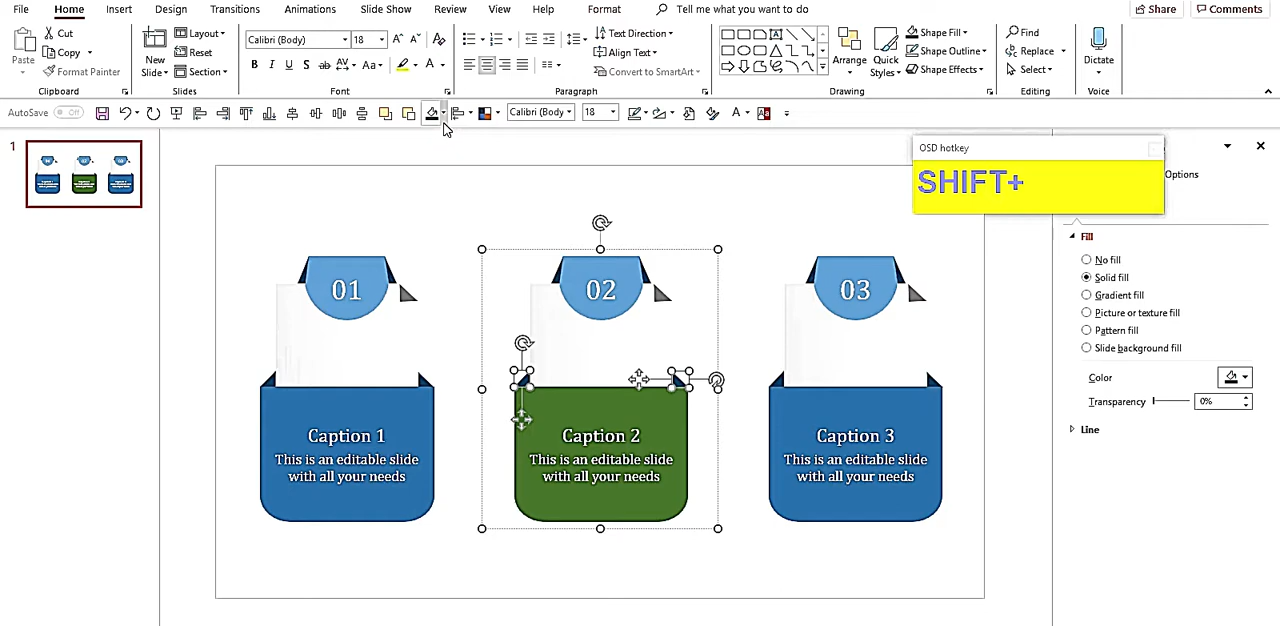 File Home Insert Design Transitions Animations Slide Show Review View Help Format Tell me what you want to do Share Comments
Paste Cut Copy Format Painter Clipboard
New Slide Layout Reset Section Slides
Calibri (Body) 18 A A A
B I U S ab AV Aa A Font
Text Direction Align Text Convert to SmartArt Paragraph
Arrange Quick Styles Shape Fill Shape Outline Shape Effects Drawing
Find Replace Select Editing
Dictate Voice
AutoSave Off Calibri (Body 18 A
1
OSD hotkey
SHIFT+
Options
01
02
03
Caption 1
This is an editable slide
with all your needs
Caption 2
This is an editable slide
with all your needs
Caption 3
This is an editable slide
with all your needs
Fill
No fill
Solid fill
Gradient fill
Picture or texture fill
Pattern fill
Slide background fill
Color
Transparency 0%
Line